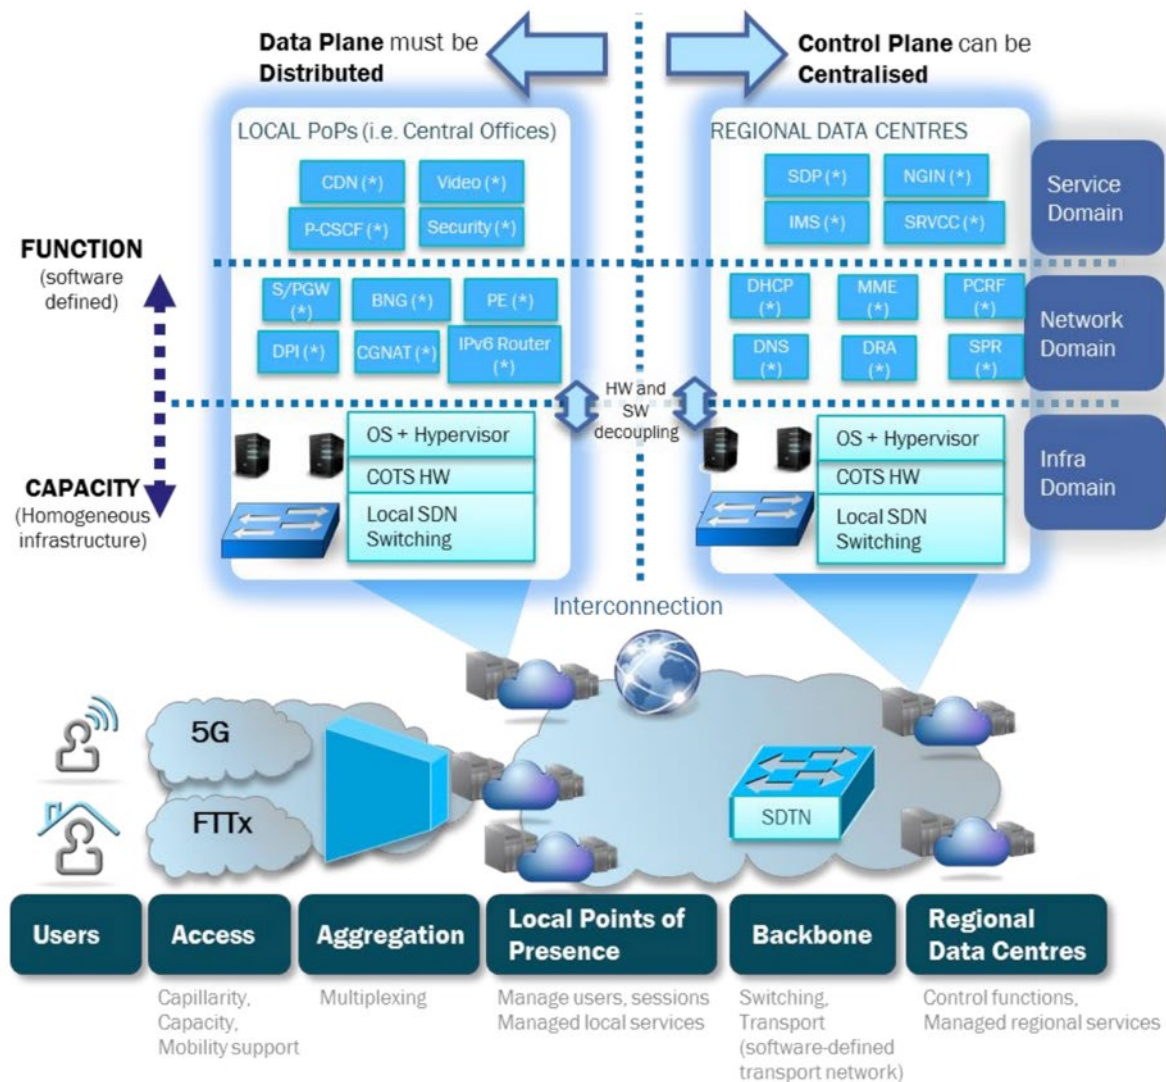 Data Plane must be
Distributed
Control Plane can be
Centralised
LOCAL PoPs (i.e. Central Offices)
CDN (*)
Video (*)
P-CSCF (*)
Security (*)
REGIONAL DATA CENTRES
SDP (*)
NGIN (*)
IMS (*)
SRVCC (*)
Service
Domain
FUNCTION
(software
defined)
S/PGW
(*)
BNG (*)
PE (*)
DPI (*)
CGNAT (*)
IPv6 Router
(*)
DHCP
(*)
MME
(*)
PCRF
(*)
DNS
(*)
DRA
(*)
SPR
(*)
Network
Domain
HW and
SW
decoupling
CAPACITY
(Homogeneous
infrastructure)
OS + Hypervisor
COTS HW
Local SDN
Switching
OS + Hypervisor
COTS HW
Local SDN
Switching
Infra
Domain
Interconnection
5G
FTTx
SDTN
Users
Access
Aggregation
Local Points of
Presence
Backbone
Regional
Data Centres
Capillarity,
Capacity,
Mobility support
Multiplexing
Manage users, sessions
Managed local services
Switching,
Transport
(software-defined
transport network)
Control functions,
Managed regional services